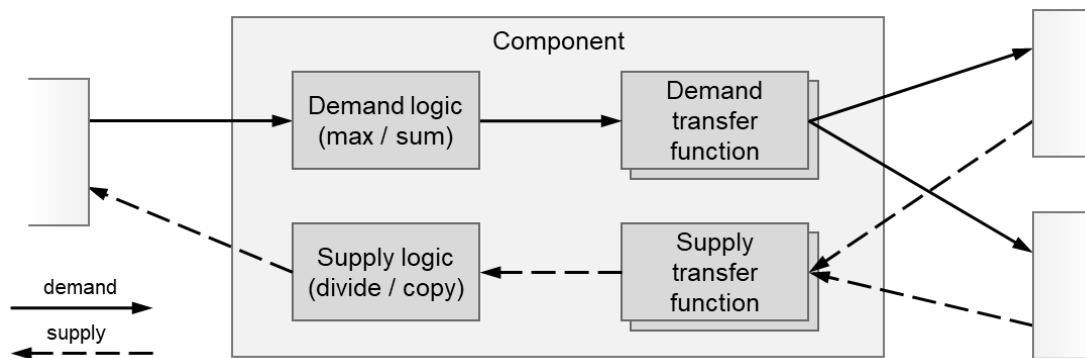 Component
Demand logic
(max / sum)
Demand
transfer
function
Supply logic
(divide / copy)
Supply
transfer
function
demand
supply